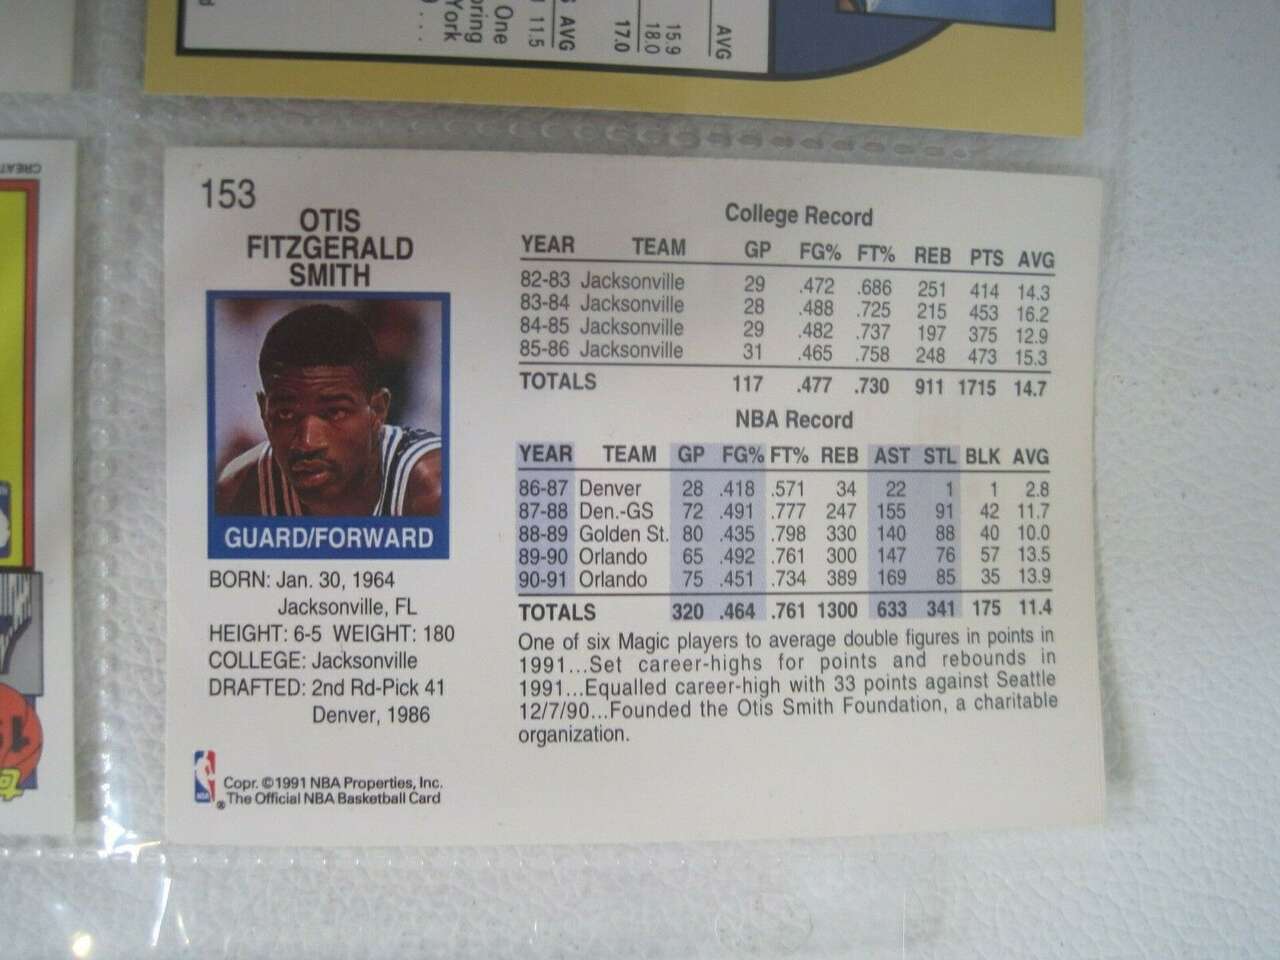 AVG
15.9
18.0
17.0
AVG
11.5
One
pring
York
CREAT
153
OTIS
FITZGERALD
SMITH
GUARD/FORWARD
BORN: Jan. 30, 1964
Jacksonville, FL
HEIGHT: 6-5 WEIGHT: 180
COLLEGE: Jacksonville
DRAFTED: 2nd Rd-Pick 41
Denver, 1986
NBA
Copr. ©1991 NBA Properties, Inc.
® The Official NBA Basketball Card
College Record
YEAR TEAM GP FG% FT% REB PTS AVG
82-83 Jacksonville 29 .472 .686 251 414 14.3
83-84 Jacksonville 28 .488 .725 215 453 16.2
84-85 Jacksonville 29 .482 .737 197 375 12.9
85-86 Jacksonville 31 .465 .758 248 473 15.3
TOTALS 117 .477 .730 911 1715 14.7
NBA Record
YEAR TEAM GP FG% FT% REB AST STL BLK AVG
86-87 Denver 28 .418 .571 34 22 1 1 2.8
87-88 Den.-GS 72 .491 .777 247 155 91 42 11.7
88-89 Golden St. 80 .435 .798 330 140 88 40 10.0
89-90 Orlando 65 .492 .761 300 147 76 57 13.5
90-91 Orlando 75 .451 .734 389 169 85 35 13.9
TOTALS 320 .464 .761 1300 633 341 175 11.4
One of six Magic players to average double figures in points in
1991...Set career-highs for points and rebounds in
1991...Equalled career-high with 33 points against Seattle
12/7/90...Founded the Otis Smith Foundation, a charitable
organization.